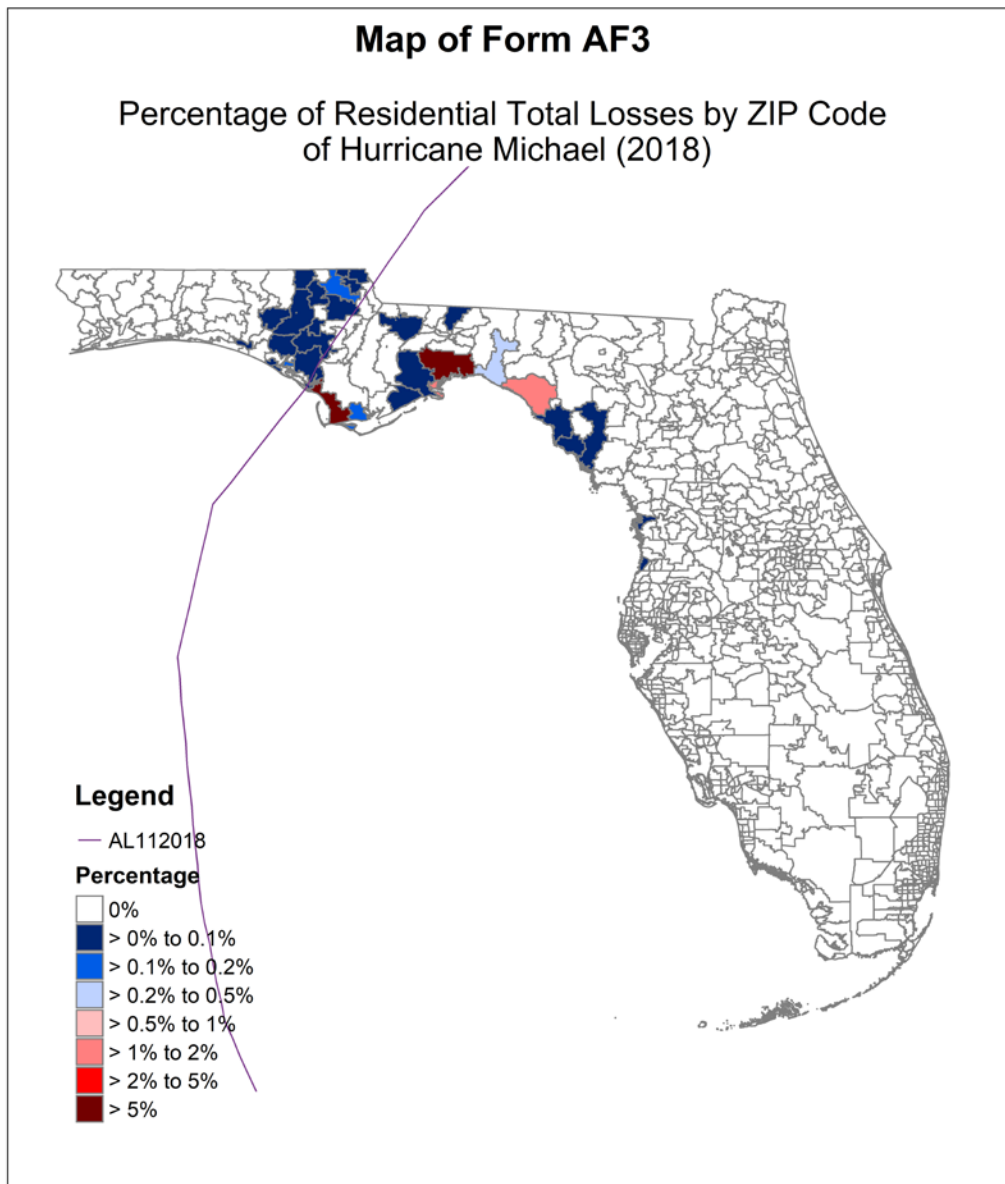 Map of Form AF3
Percentage of Residential Total Losses by ZIP Code
of Hurricane Michael (2018)
Legend
AL112018
Percentage
0%
> 0% to 0.1%
> 0.1% to 0.2%
> 0.2% to 0.5%
> 0.5% to 1%
> 1% to 2%
> 2% to 5%
> 5%